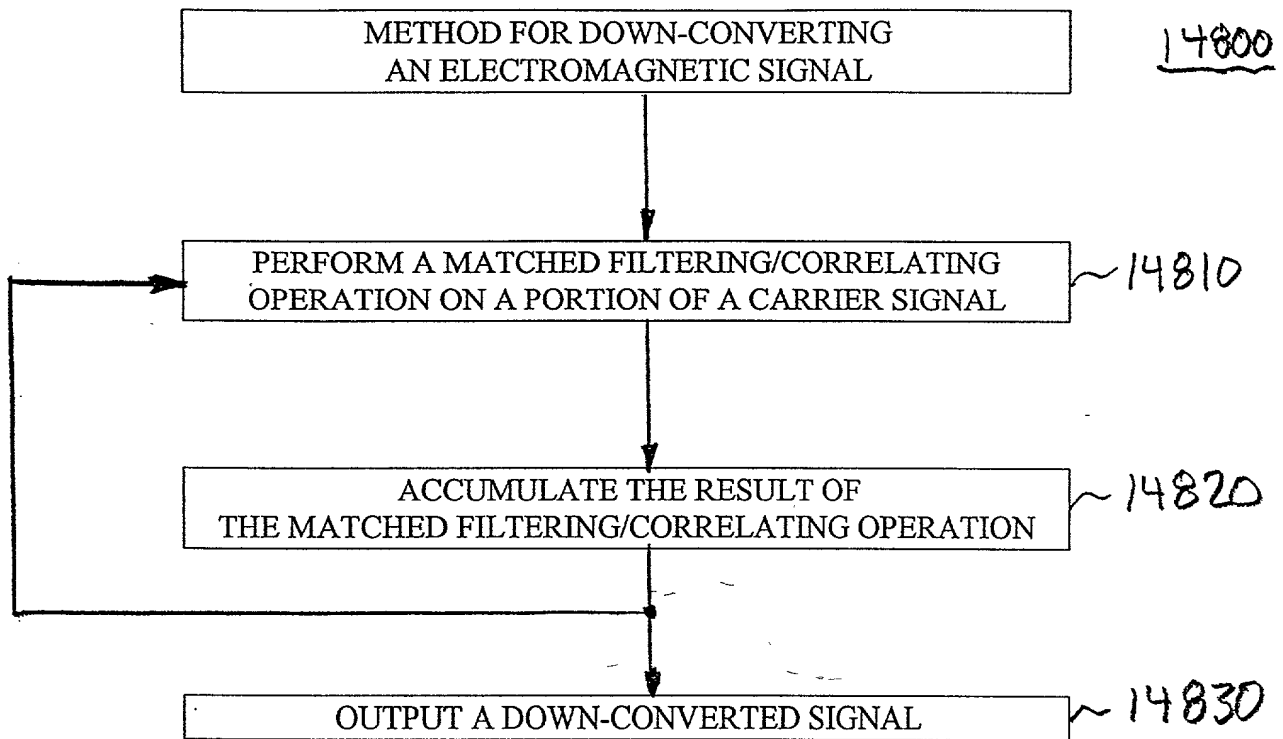 METHOD FOR DOWN-CONVERTING
AN ELECTROMAGNETIC SIGNAL
14800
PERFORM A MATCHED FILTERING/CORRELATING
OPERATION ON A PORTION OF A CARRIER SIGNAL
14810
ACCUMULATE THE RESULT OF
THE MATCHED FILTERING/CORRELATING OPERATION
14820
OUTPUT A DOWN-CONVERTED SIGNAL
14830